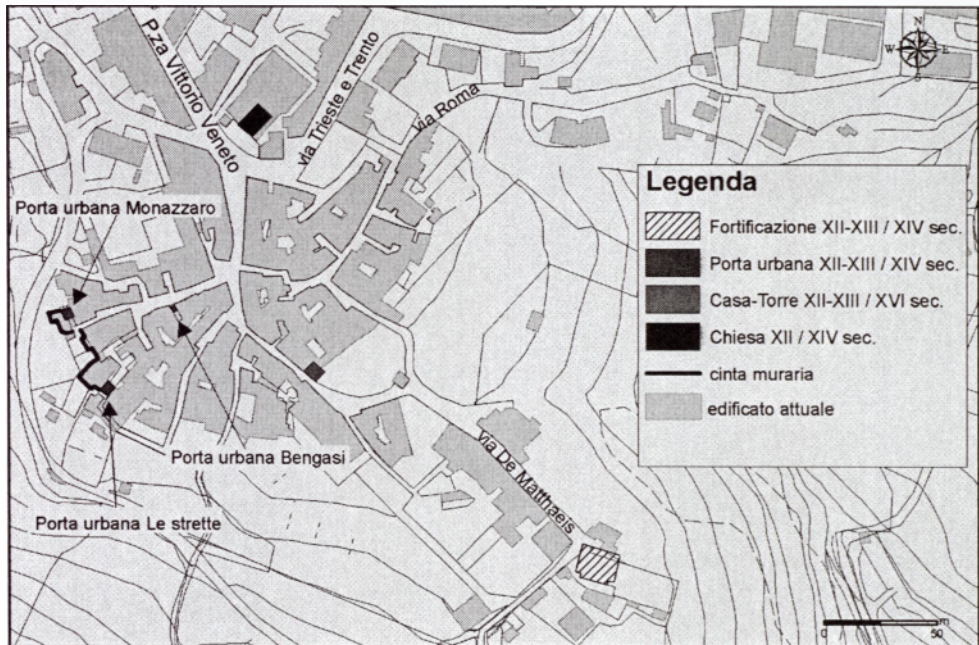 P.za Vittorio Veneto
via Trieste e Trento
via Roma
N
W
E
S
Porta urbana Monazzaro
Legenda
Fortificazione XII-XIII / XIV sec.
Porta urbana XII-XIII / XIV sec.
Casa-Torre XII-XIII / XVI sec.
Chiesa XII / XIV sec.
cinta muraria
edificato attuale
Porta urbana Bengasi
via De Matthaeis
Porta urbana Le strette
m
0
50